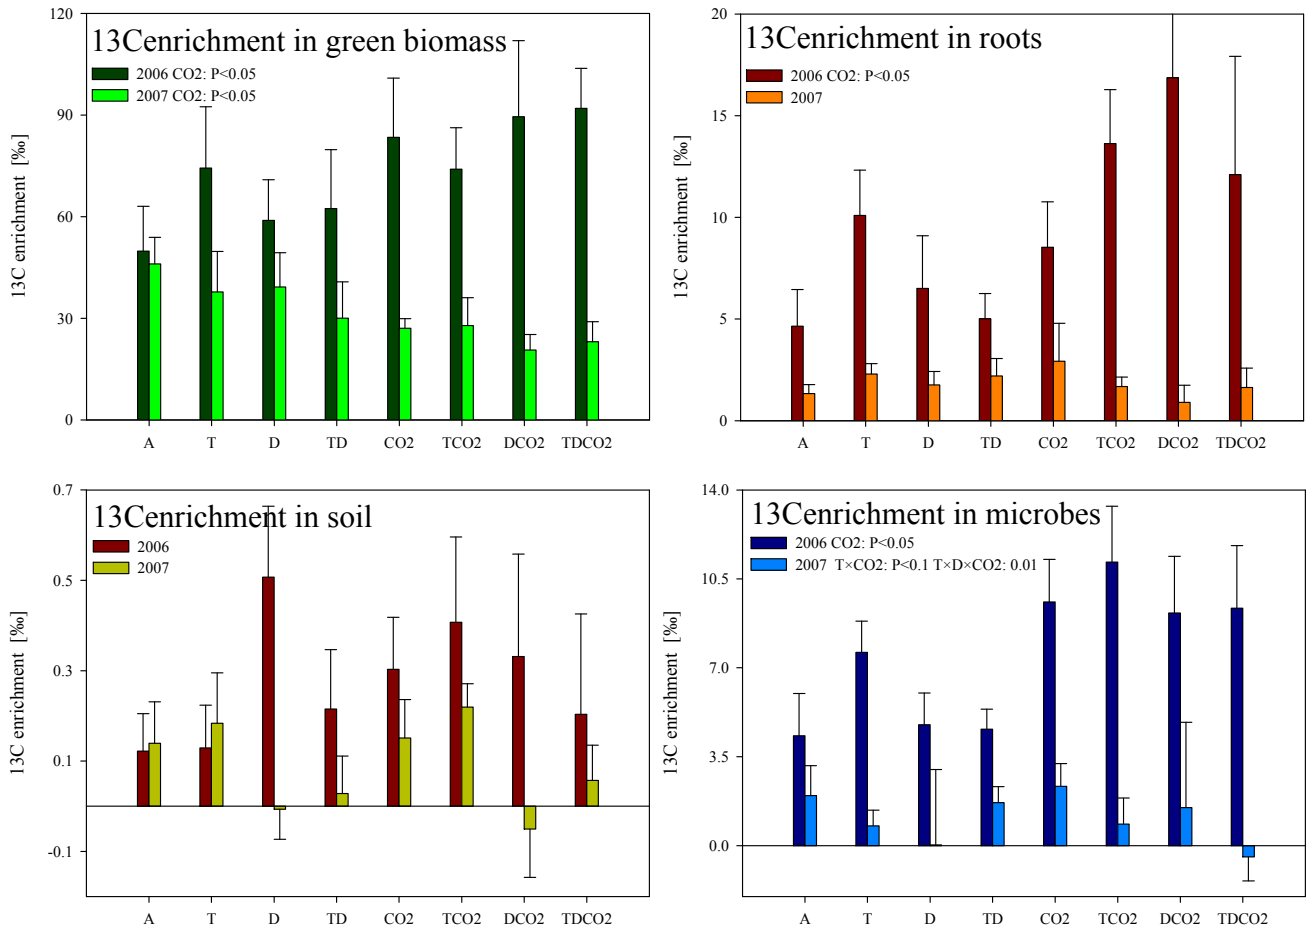 13Cenrichment in green biomass
2006 CO2: P<0.05
2007 CO2: P<0.05
13C enrichment [‰]
120
90
60
30
0
A T D TD CO2 TCO2 DCO2 TDCO2
13Cenrichment in roots
2006 CO2: P<0.05
2007
13C enrichment [‰]
20
15
10
5
0
A T D TD CO2 TCO2 DCO2 TDCO2
13Cenrichment in soil
2006
2007
13C enrichment [‰]
0.7
0.5
0.3
0.1
-0.1
A T D TD CO2 TCO2 DCO2 TDCO2
13Cenrichment in microbes
2006 CO2: P<0.05
2007 T×CO2: P<0.1 T×D×CO2: 0.01
13C enrichment [‰]
14.0
10.5
7.0
3.5
0.0
A T D TD CO2 TCO2 DCO2 TDCO2